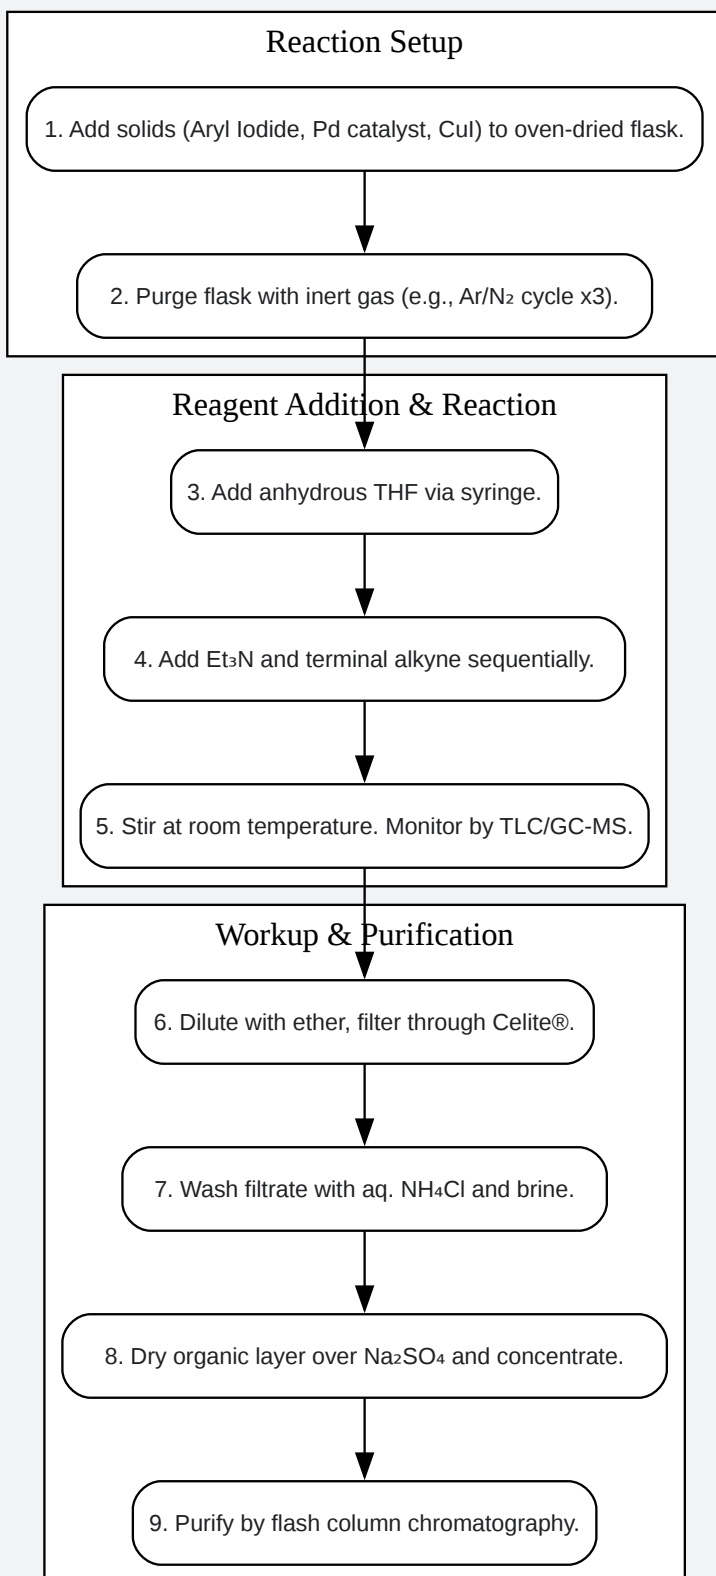 Reaction Setup
1. Add solids (Aryl Iodide, Pd catalyst, CuI) to oven-dried flask.
2. Purge flask with inert gas (e.g., Ar/N₂ cycle x3).
Reagent Addition & Reaction
3. Add anhydrous THF via syringe.
4. Add Et₃N and terminal alkyne sequentially.
5. Stir at room temperature. Monitor by TLC/GC-MS.
Workup & Purification
6. Dilute with ether, filter through Celite®.
7. Wash filtrate with aq. NH₄Cl and brine.
8. Dry organic layer over Na₂SO₄ and concentrate.
9. Purify by flash column chromatography.